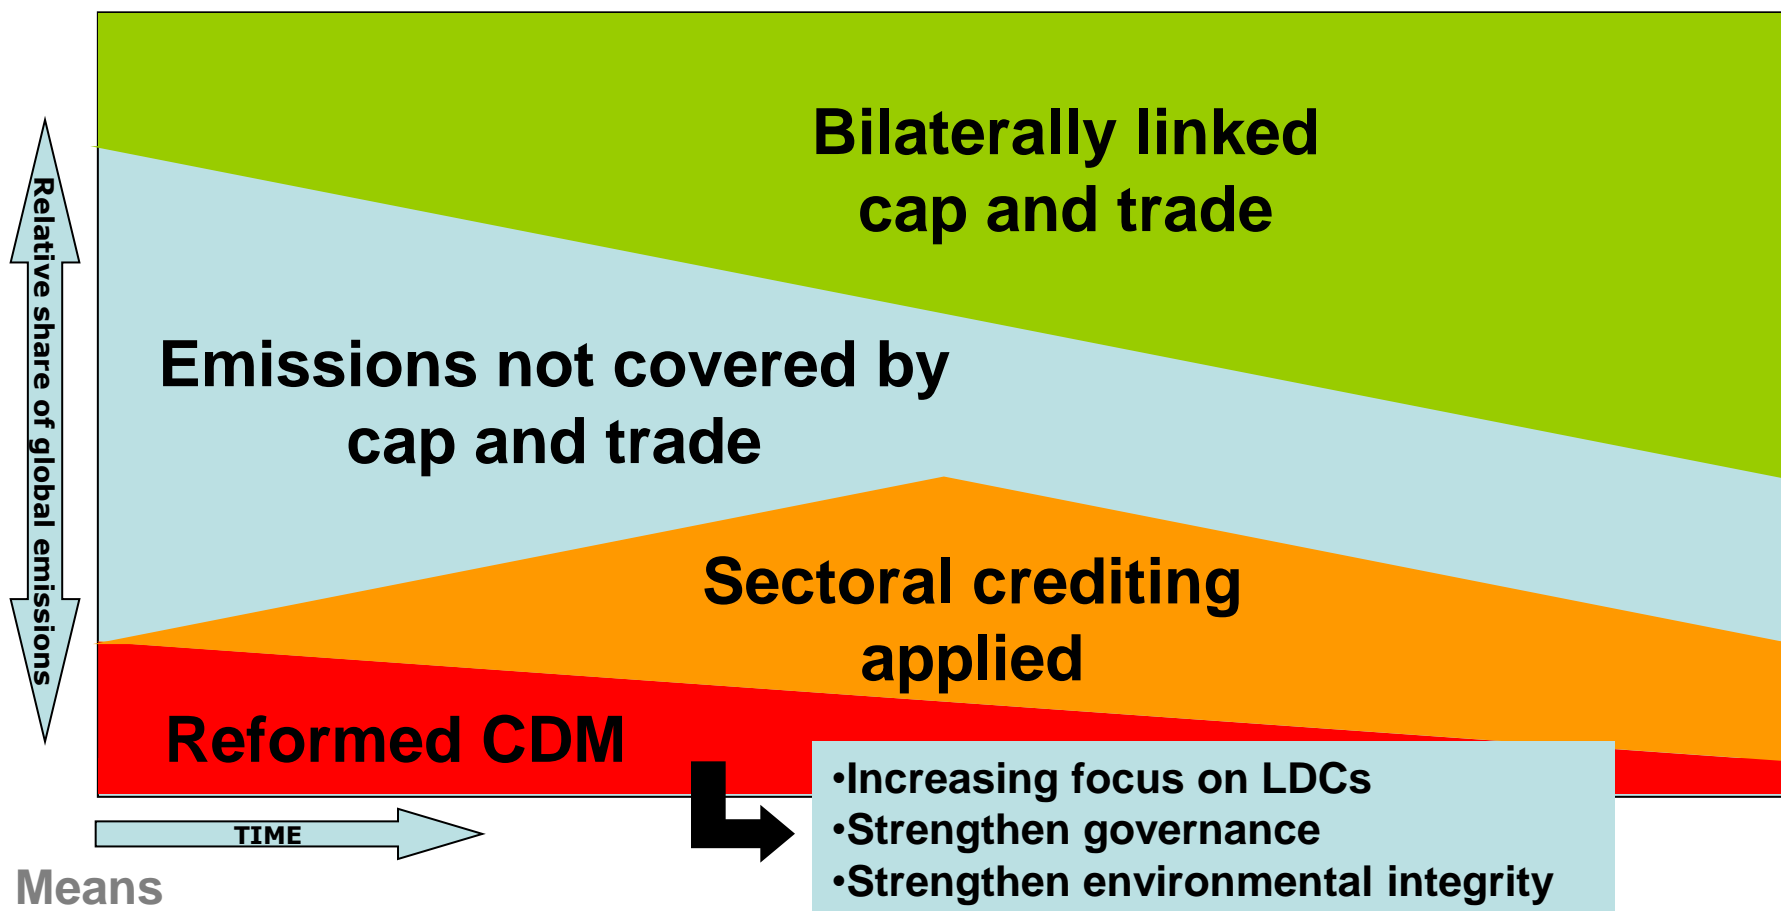 Bilaterally linked
cap and trade
Relative share of global emissions
Emissions not covered by
cap and trade
Sectoral crediting
applied
Reformed CDM
•Increasing focus on LDCs
•Strengthen governance
•Strengthen environmental integrity
TIME
Means